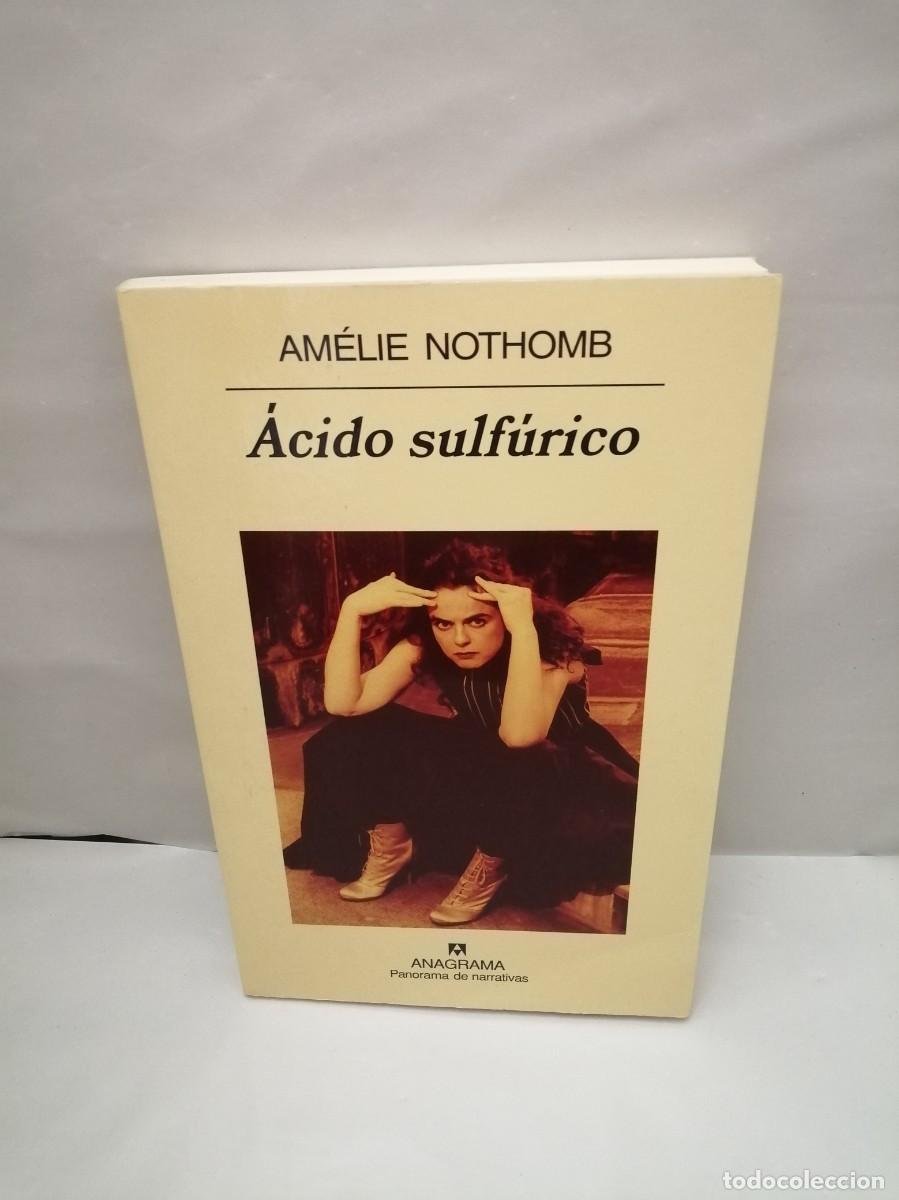 AMÉLIE NOTHOMB
Ácido sulfúrico
ANAGRAMA
Panorama de narrativas
todocoleccion